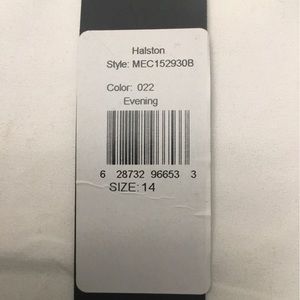 Halston
Style: MEC152930B
Color: 022
Evening
6 28732 96653 3
SIZE: 14